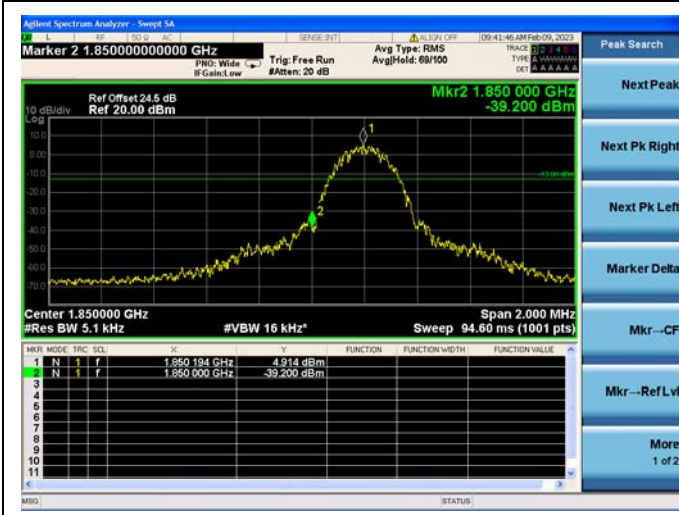 Agilent Spectrum Analyzer - Swept SA
L RF 50 Ω AC SENSE:INT ALIGN OFF 09:41:46 AM Feb 09, 2023
Marker 2 1.850000000000 GHz
PNO: Wide
IFGain:Low
Trig: Free Run
#Atten: 20 dB
Avg Type: RMS
Avg|Hold: 69/100
TRACE 1 2 3 4 5 6
TYPE A
DET A A A A A A
Peak Search
Next Peak
Next Pk Right
Next Pk Left
Marker Delta
Mkr→CF
Mkr→Ref Lvl
More
1 of 2
Mkr2 1.850 000 GHz
-39.200 dBm
Ref Offset 24.5 dB
10 dB/div Ref 20.00 dBm
Log
10.0
0.00
-10.0
-20.0
-30.0
-40.0
-50.0
-60.0
-70.0
1
2
-13.00 dBm
Center 1.850000 GHz Span 2.000 MHz
#Res BW 5.1 kHz #VBW 16 kHz* Sweep 94.60 ms (1001 pts)
MKR MODE TRC SCL X Y FUNCTION FUNCTION WIDTH FUNCTION VALUE
1 N 1 f 1.850 194 GHz 4.914 dBm
2 N 1 f 1.850 000 GHz -39.200 dBm
3
4
5
6
7
8
9
10
11
MSG STATUS